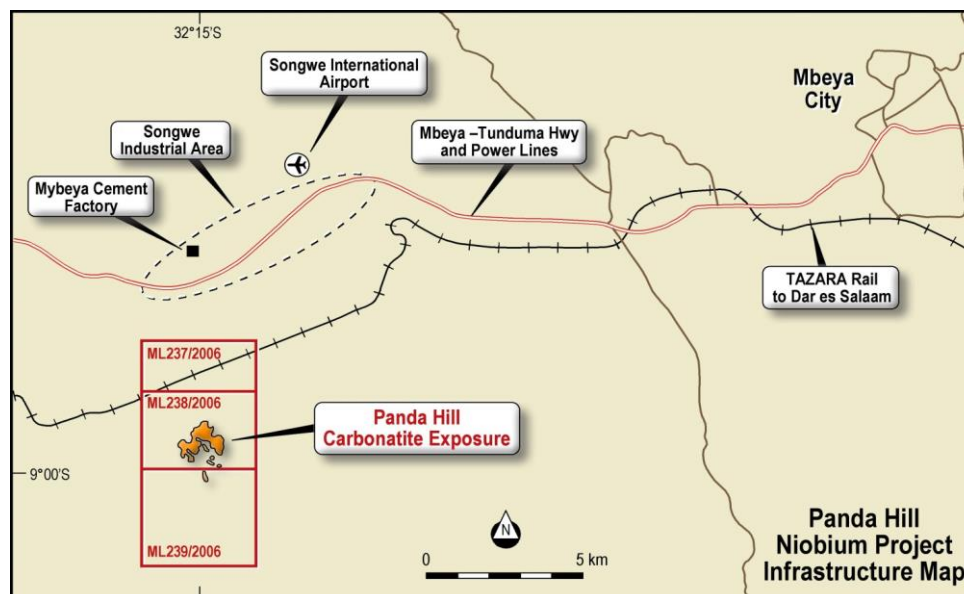 32°15'S
Songwe International
Airport
Mbeya
City
Songwe
Industrial Area
Mbeya –Tunduma Hwy
and Power Lines
Mybeya Cement
Factory
TAZARA Rail
to Dar es Salaam
ML237/2006
ML238/2006
Panda Hill
Carbonatite Exposure
9°00'S
ML239/2006
N
0 5 km
Panda Hill
Niobium Project
Infrastructure Map